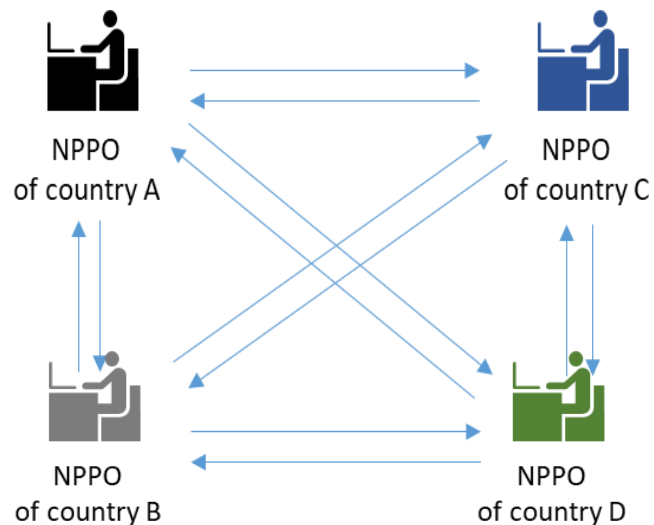 NPPO
of country A
NPPO
of country C
NPPO
of country B
NPPO
of country D